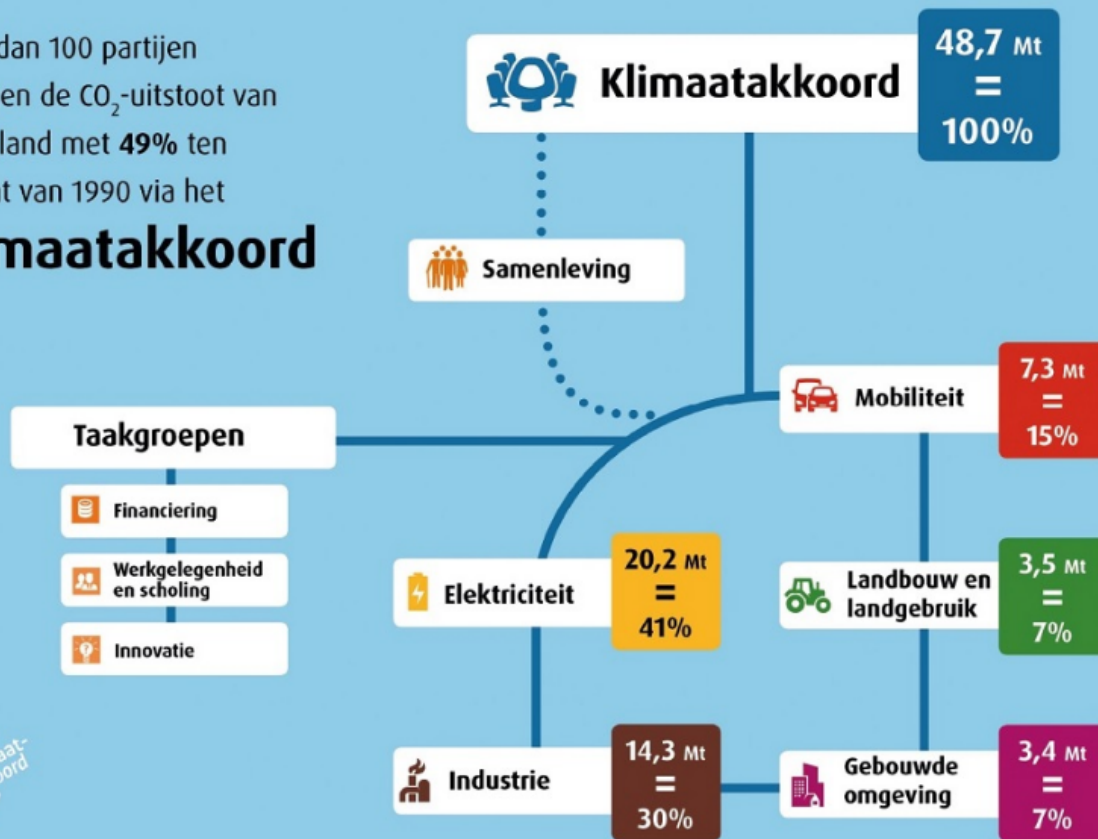 dan 100 partijen
en de CO₂-uitstoot van
land met 49% ten
t van 1990 via het
maatakkoord
Klimaatakkoord
48,7 Mt
=
100%
Samenleving
Mobiliteit
7,3 Mt
=
15%
Taakgroepen
Financiering
Werkgelegenheid
en scholing
Innovatie
Elektriciteit
20,2 Mt
=
41%
Landbouw en
landgebruik
3,5 Mt
=
7%
Industrie
14,3 Mt
=
30%
Gebouwde
omgeving
3,4 Mt
=
7%
aat-
oord